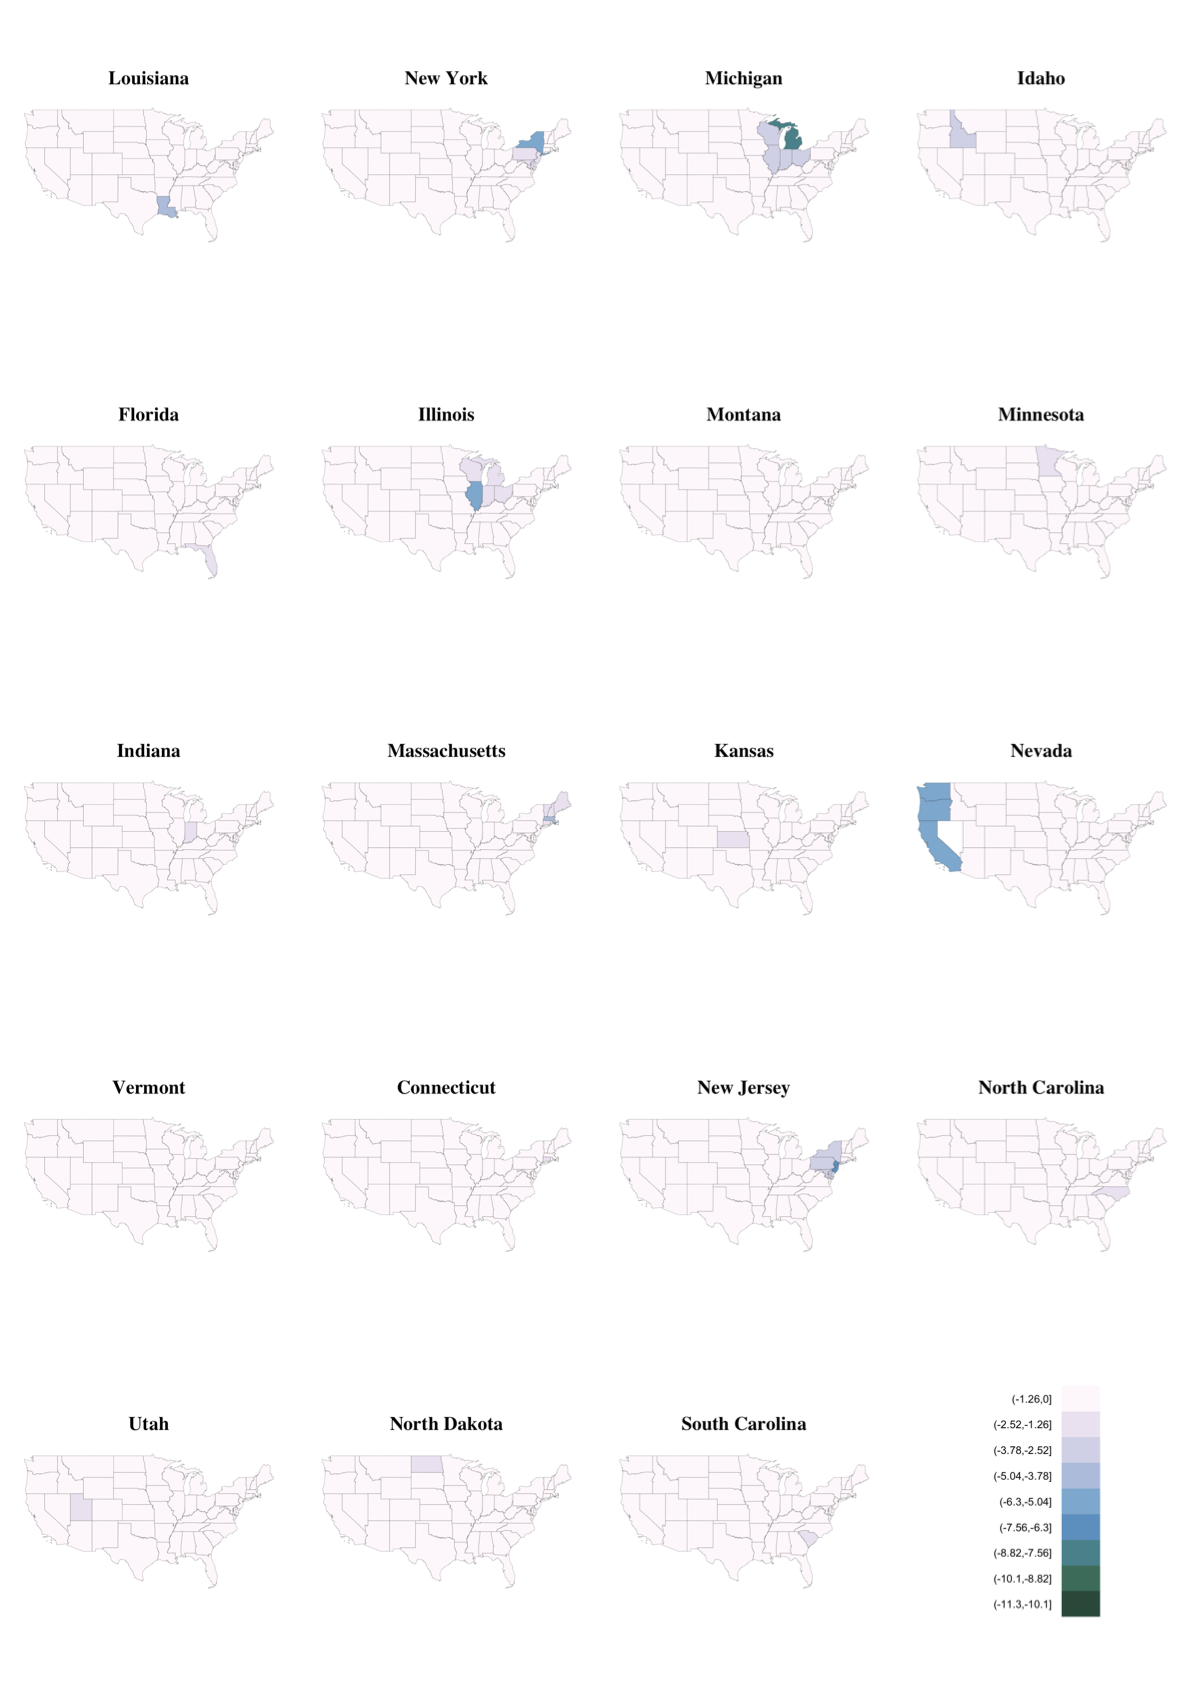 Louisiana
New York
Michigan
Idaho
Florida
Illinois
Montana
Minnesota
Indiana
Massachusetts
Kansas
Nevada
Vermont
Connecticut
New Jersey
North Carolina
Utah
North Dakota
South Carolina
(-1.26,0]
(-2.52,-1.26]
(-3.78,-2.52]
(-5.04,-3.78]
(-6.3,-5.04]
(-7.56,-6.3]
(-8.82,-7.56]
(-10.1,-8.82]
(-11.3,-10.1]